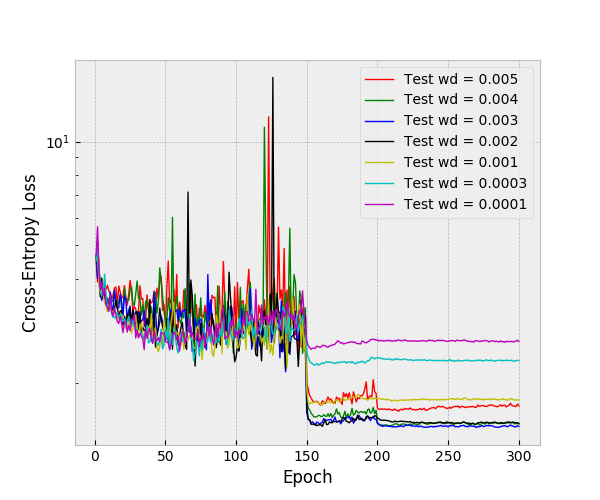 Test wd = 0.005
Test wd = 0.004
Test wd = 0.003
Test wd = 0.002
Test wd = 0.001
Test wd = 0.0003
Test wd = 0.0001
10¹
Cross-Entropy Loss
0 50 100 150 200 250 300
Epoch